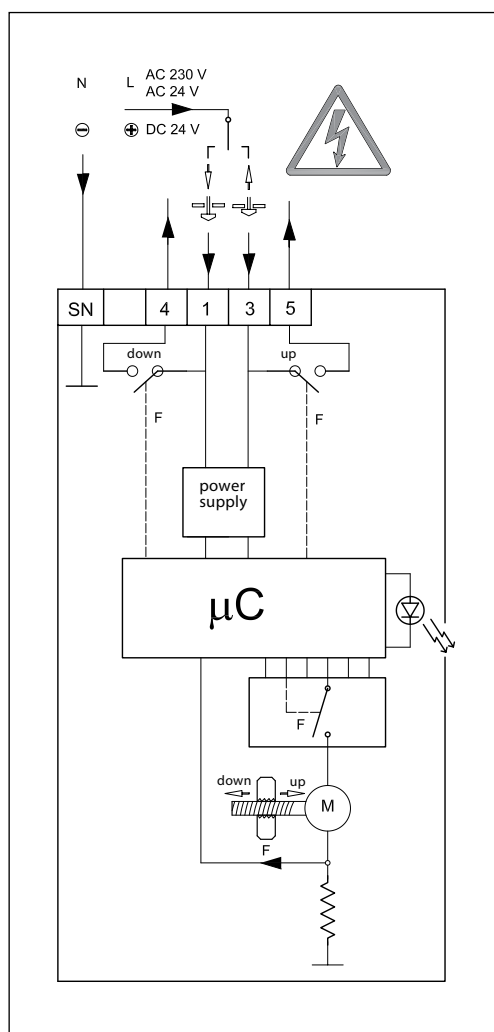 N L AC 230 V
AC 24 V
⊖ ⊕ DC 24 V
SN 4 1 3 5
down up
F F
power
supply
µC
F
down up
M
F